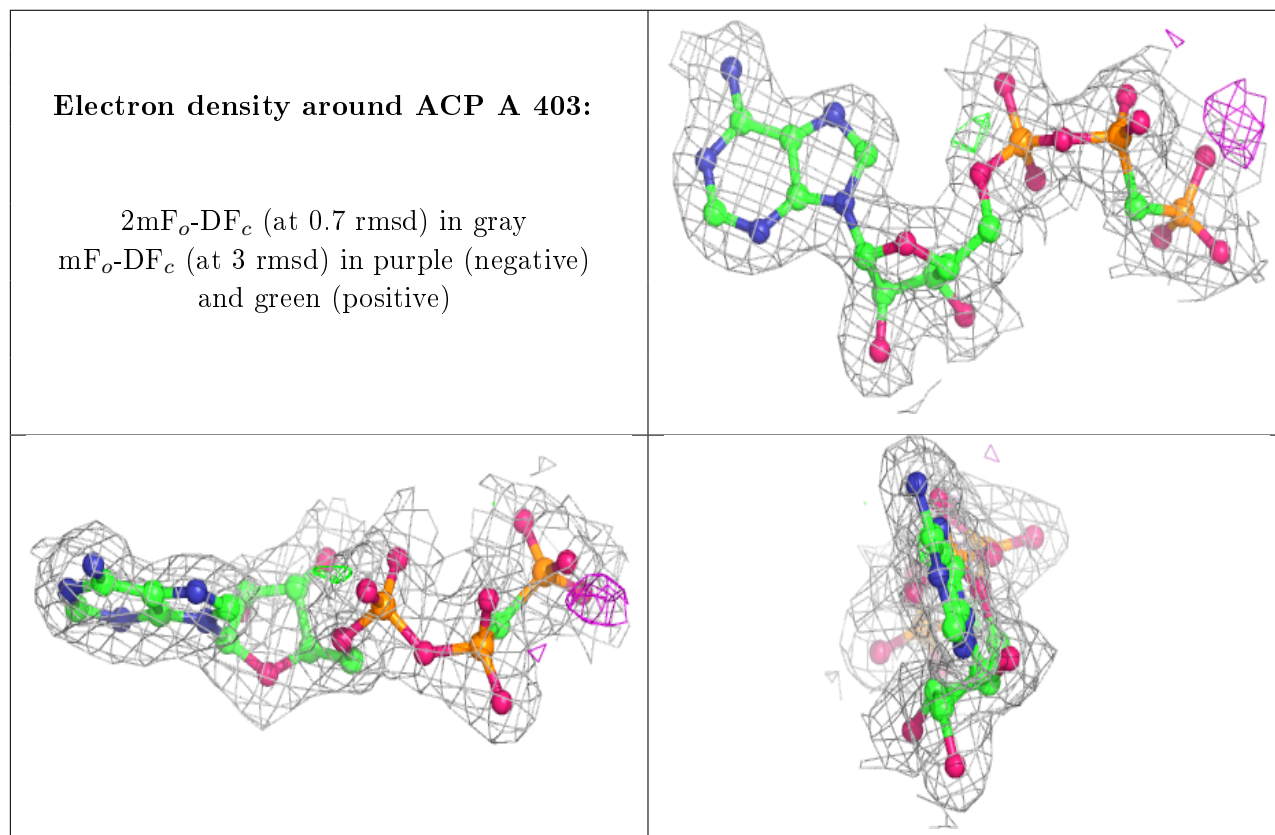 Electron density around ACP A 403:
2mFₒ-DF𝒸 (at 0.7 rmsd) in gray
mFₒ-DF𝒸 (at 3 rmsd) in purple (negative)
and green (positive)